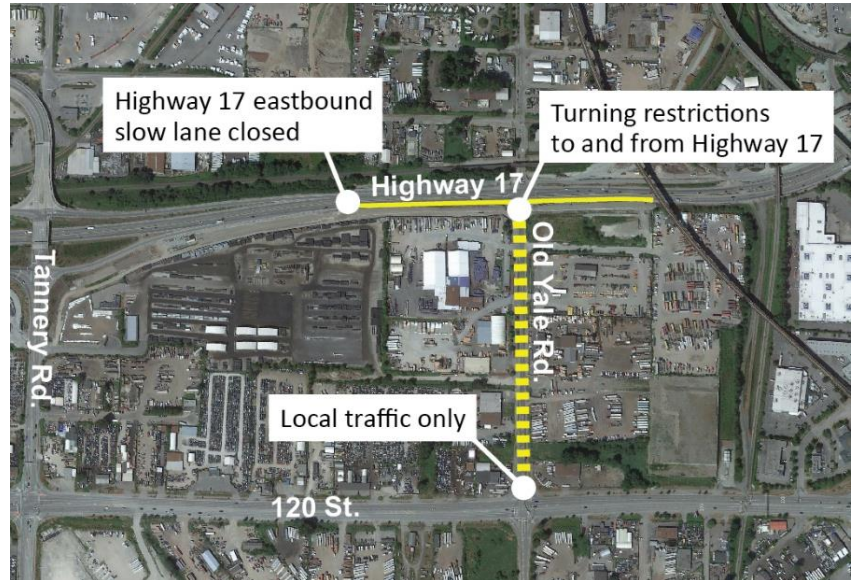 Highway 17 eastbound
slow lane closed
Turning restrictions
to and from Highway 17
Highway 17
Tannery Rd.
Old Yale Rd.
Local traffic only
120 St.